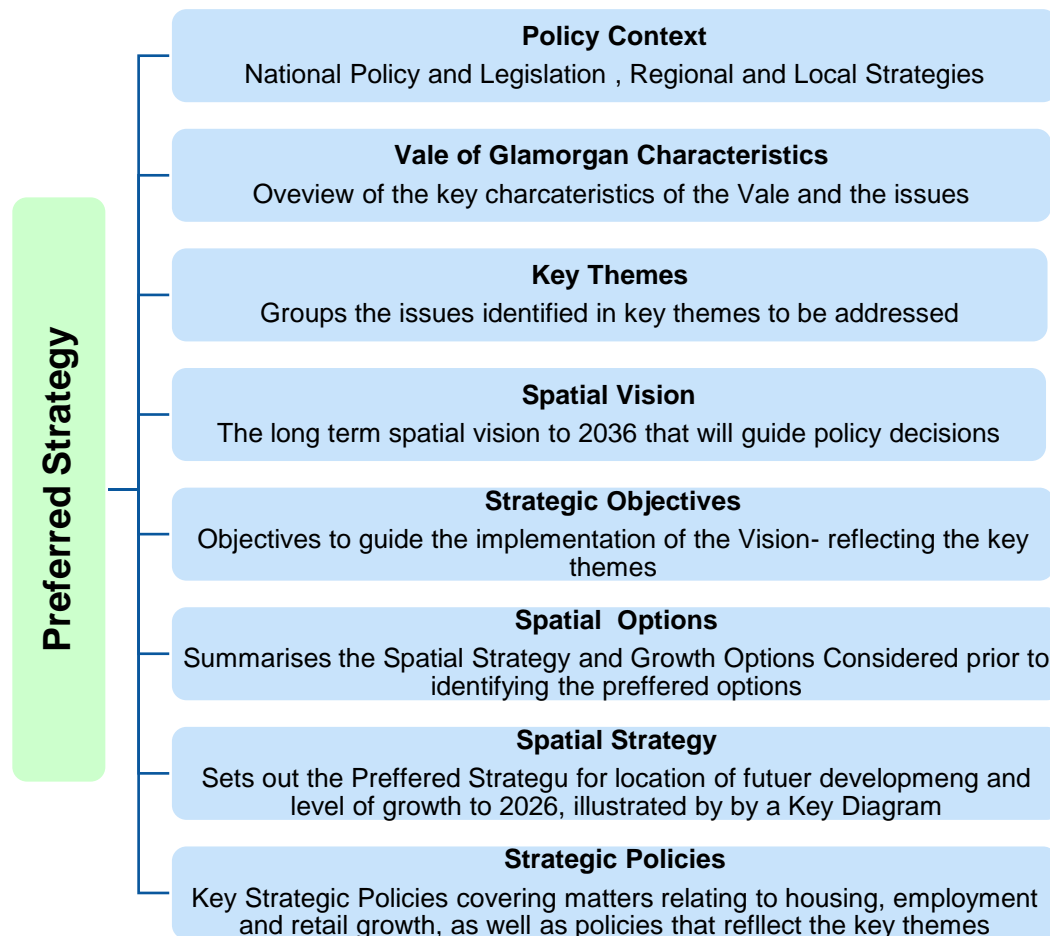 Preferred Strategy
Policy Context
National Policy and Legislation , Regional and Local Strategies
Vale of Glamorgan Characteristics
Oveview of the key charcateristics of the Vale and the issues
Key Themes
Groups the issues identified in key themes to be addressed
Spatial Vision
The long term spatial vision to 2036 that will guide policy decisions
Strategic Objectives
Objectives to guide the implementation of the Vision- reflecting the key
themes
Spatial  Options
Summarises the Spatial Strategy and Growth Options Considered prior to
identifying the preffered options
Spatial Strategy
Sets out the Preffered Strategu for location of futuer developmeng and
level of growth to 2026, illustrated by by a Key Diagram
Strategic Policies
Key Strategic Policies covering matters relating to housing, employment
and retail growth, as well as policies that refllect the key themes